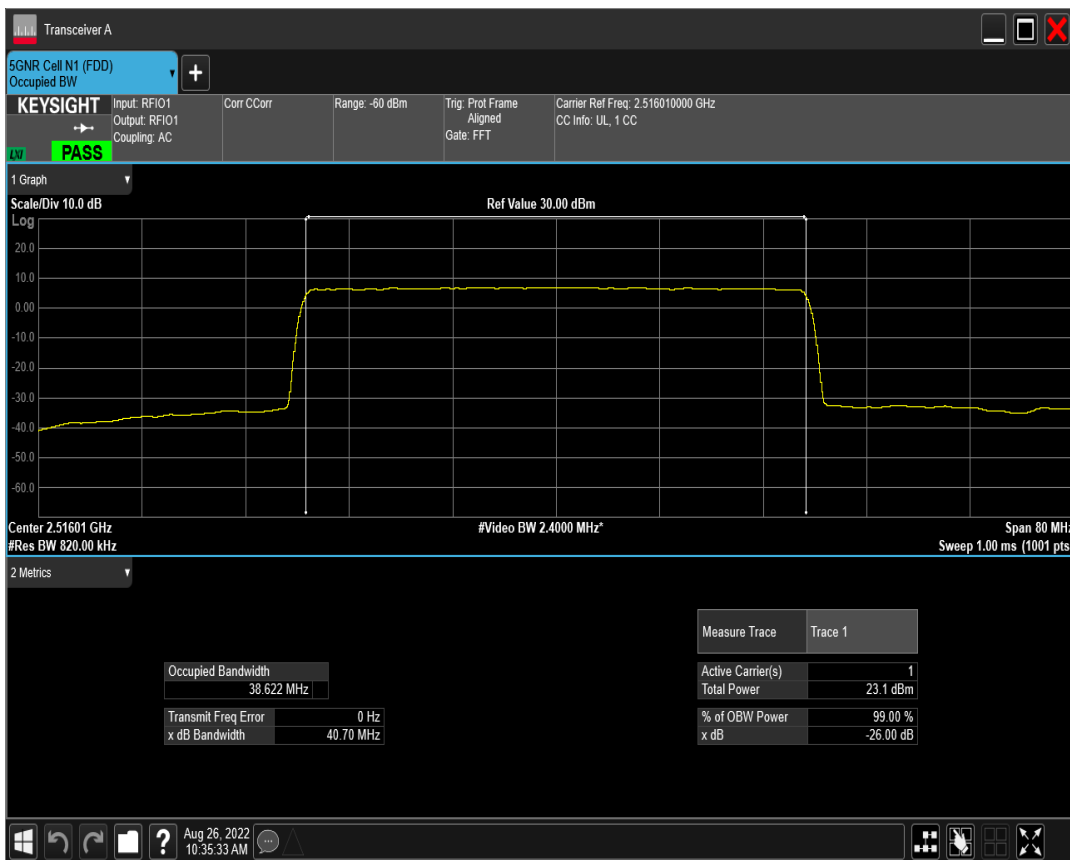 Transceiver A
5GNR Cell N1 (FDD)
Occupied BW
+
KEYSIGHT
LXI
PASS
Input: RFIO1
Output: RFIO1
Coupling: AC
Corr CCorr
Range: -60 dBm
Trig: Prot Frame
Aligned
Gate: FFT
Carrier Ref Freq: 2.516010000 GHz
CC Info: UL, 1 CC
1 Graph
Scale/Div 10.0 dB
Ref Value 30.00 dBm
Log
20.0
10.0
0.00
-10.0
-20.0
-30.0
-40.0
-50.0
-60.0
Center 2.51601 GHz
#Video BW 2.4000 MHz*
Span 80 MHz
#Res BW 820.00 kHz
Sweep 1.00 ms (1001 pts
2 Metrics
Measure Trace Trace 1
Occupied Bandwidth
38.622 MHz
Active Carrier(s) 1
Total Power 23.1 dBm
Transmit Freq Error 0 Hz
x dB Bandwidth 40.70 MHz
% of OBW Power 99.00 %
x dB -26.00 dB
?
Aug 26, 2022
10:35:33 AM